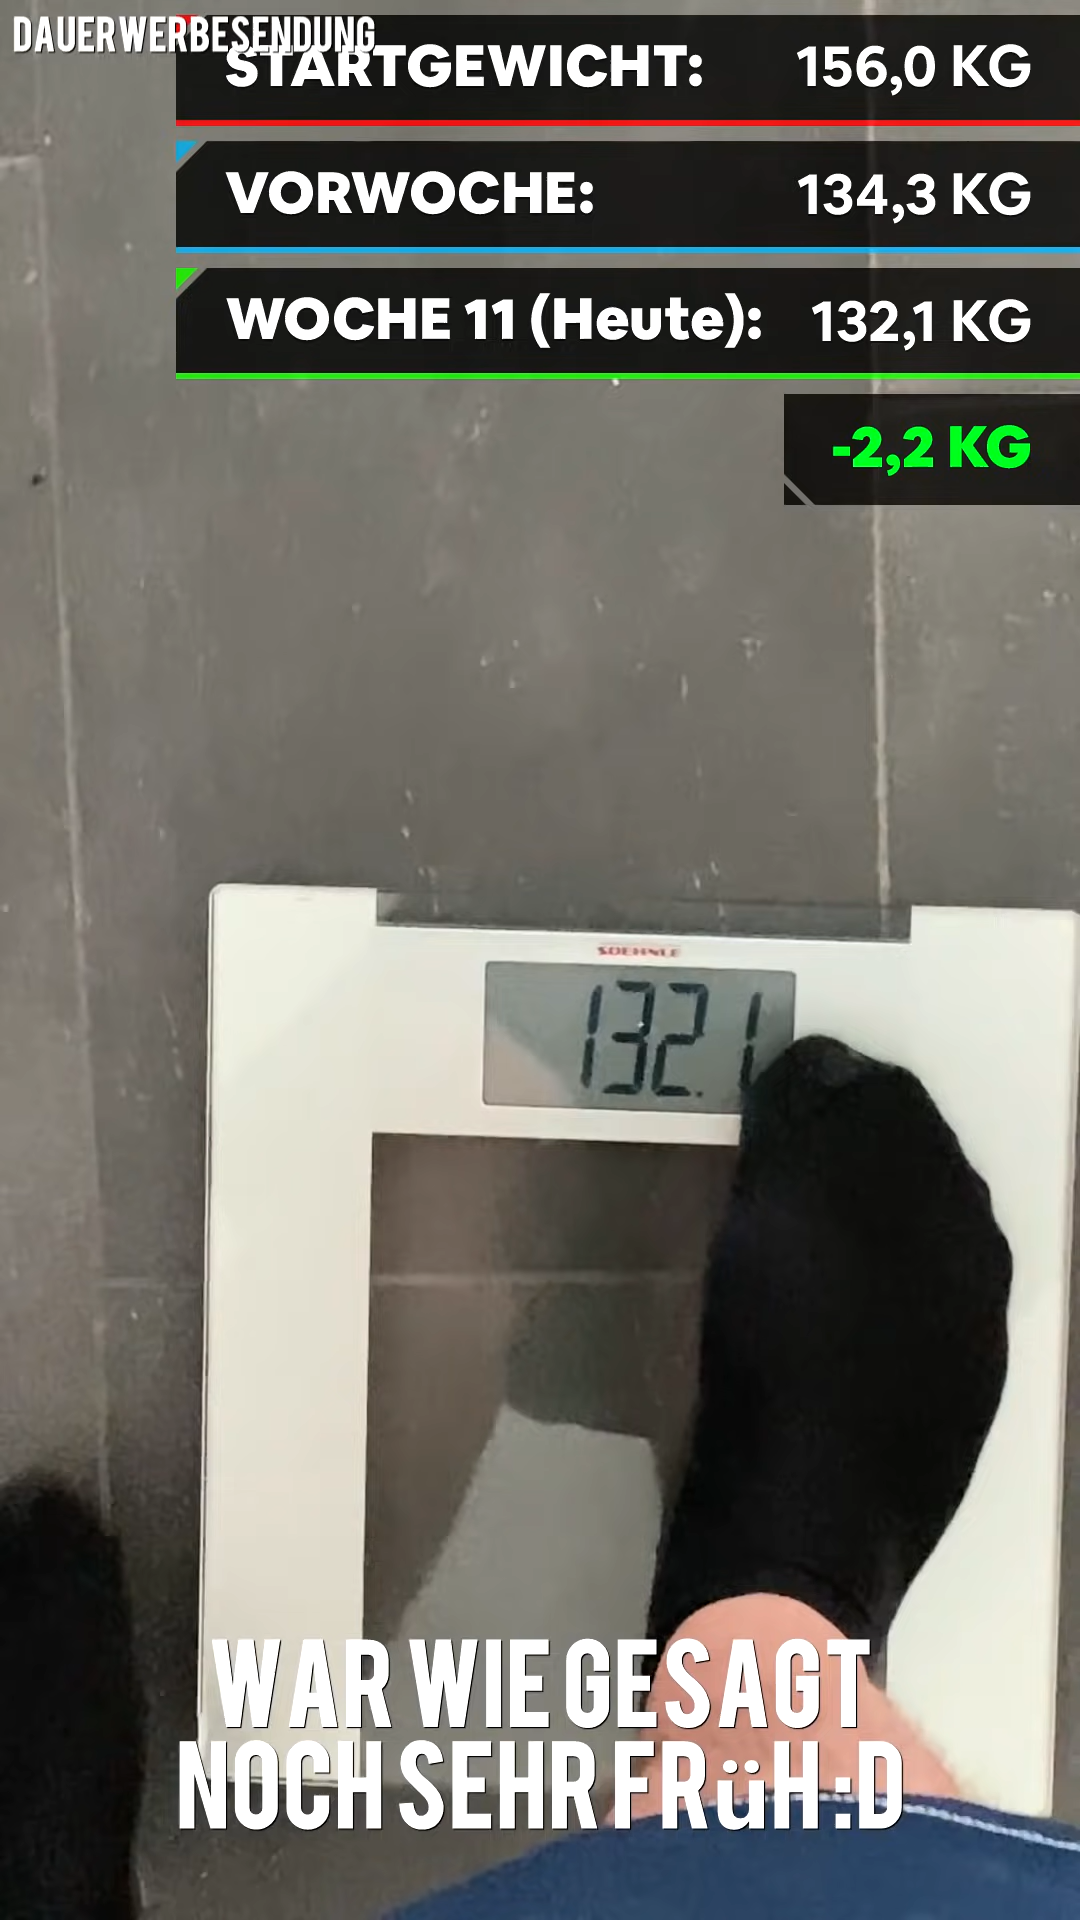 DAUERWERBESENDUNG
STARTGEWICHT: 156,0 KG
VORWOCHE: 134,3 KG
WOCHE 11 (Heute): 132,1 KG
-2,2 KG
SOEHNLE
132.1
WAR WIE GESAGT
NOCH SEHR FRüH :D